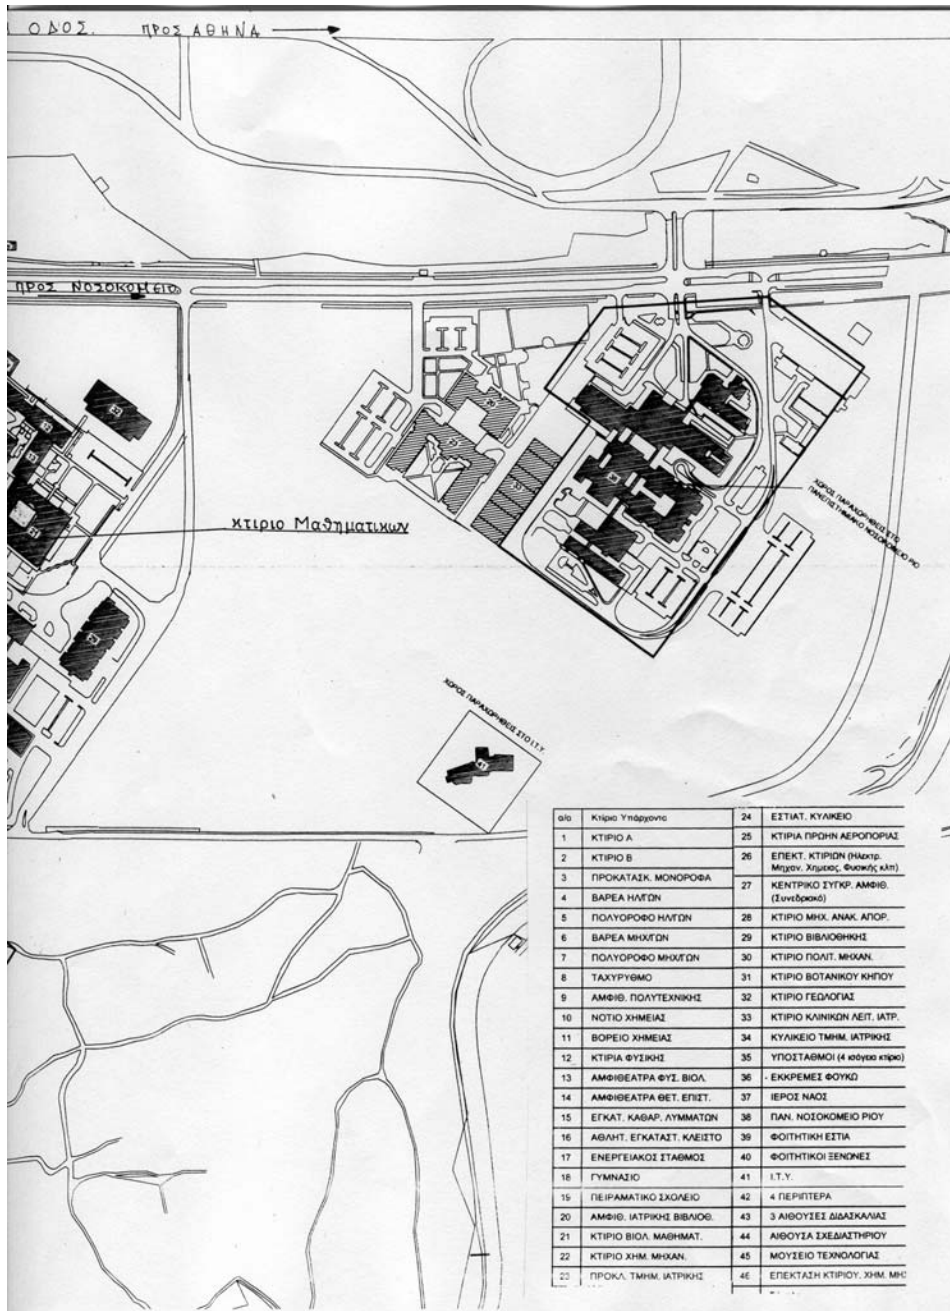 ΟΔΟΣ. ΠΡΟΣ ΑΘΗΝΑ
ΠΡΟΣ ΝΟΣΟΚΟΜΕΙΟ
κτιριο Μαθηματικων
ΧΩΡΟΣ ΠΑΡΑΧΩΡΗΘΕΙΣ ΣΤΟ
ΠΑΝΕΠΙΣΤΗΜΙΑΚΟ ΝΟΣΟΚΟΜΕΙΟ ΡΙΟ
ΧΩΡΟΣ ΠΑΡΑΧΩΡΗΘΕΙΣ ΣΤΟ Ι.Τ.Υ.
α/α Κτίρια Υπάρχοντα
1 ΚΤΙΡΙΟ Α
2 ΚΤΙΡΙΟ Β
3 ΠΡΟΚΑΤΑΣΚ. ΜΟΝΟΡΟΦΑ
4 ΒΑΡΕΑ ΗΛ/ΓΩΝ
5 ΠΟΛΥΟΡΟΦΟ ΗΛ/ΓΩΝ
6 ΒΑΡΕΑ ΜΗΧ/ΓΩΝ
7 ΠΟΛΥΟΡΟΦΟ ΜΗΧ/ΓΩΝ
8 ΤΑΧΥΡΥΘΜΟ
9 ΑΜΦΙΘ. ΠΟΛΥΤΕΧΝΙΚΗΣ
10 ΝΟΤΙΟ ΧΗΜΕΙΑΣ
11 ΒΟΡΕΙΟ ΧΗΜΕΙΑΣ
12 ΚΤΙΡΙΑ ΦΥΣΙΚΗΣ
13 ΑΜΦΙΘΕΑΤΡΑ ΦΥΣ. ΒΙΟΛ.
14 ΑΜΦΙΘΕΑΤΡΑ ΘΕΤ. ΕΠΙΣΤ.
15 ΕΓΚΑΤ. ΚΑΘΑΡ. ΛΥΜΜΑΤΩΝ
16 ΑΘΛΗΤ. ΕΓΚΑΤΑΣΤ. ΚΛΕΙΣΤΟ
17 ΕΝΕΡΓΕΙΑΚΟΣ ΣΤΑΘΜΟΣ
18 ΓΥΜΝΑΣΙΟ
19 ΠΕΙΡΑΜΑΤΙΚΟ ΣΧΟΛΕΙΟ
20 ΑΜΦΙΘ. ΙΑΤΡΙΚΗΣ ΒΙΒΛΙΟΘ.
21 ΚΤΙΡΙΟ ΒΙΟΛ. ΜΑΘΗΜΑΤ.
22 ΚΤΙΡΙΟ ΧΗΜ. ΜΗΧΑΝ.
23 ΠΡΟΚΛ. ΤΜΗΜ. ΙΑΤΡΙΚΗΣ
24 ΕΣΤΙΑΤ. ΚΥΛΙΚΕΙΟ
25 ΚΤΙΡΙΑ ΠΡΩΗΝ ΑΕΡΟΠΟΡΙΑΣ
26 ΕΠΕΚΤ. ΚΤΙΡΙΩΝ (Ηλεκτρ.
Μηχαν. Χημειας, Φυσικής κλπ)
27 ΚΕΝΤΡΙΚΟ ΣΥΓΚΡ. ΑΜΦΙΘ.
(Συνεδριακό)
28 ΚΤΙΡΙΟ ΜΗΧ. ΑΝΑΚ. ΑΠΟΡ.
29 ΚΤΙΡΙΟ ΒΙΒΛΙΟΘΗΚΗΣ
30 ΚΤΙΡΙΟ ΠΟΛΙΤ. ΜΗΧΑΝ.
31 ΚΤΙΡΙΟ ΒΟΤΑΝΙΚΟΥ ΚΗΠΟΥ
32 ΚΤΙΡΙΟ ΓΕΩΛΟΓΙΑΣ
33 ΚΤΙΡΙΟ ΚΛΙΝΙΚΩΝ ΛΕΙΤ. ΙΑΤΡ.
34 ΚΥΛΙΚΕΙΟ ΤΜΗΜ. ΙΑΤΡΙΚΗΣ
35 ΥΠΟΣΤΑΘΜΟΙ (4 ισόγεια κτίρια)
36 - ΕΚΚΡΕΜΕΣ ΦΟΥΚΩ
37 ΙΕΡΟΣ ΝΑΟΣ
38 ΠΑΝ. ΝΟΣΟΚΟΜΕΙΟ ΡΙΟΥ
39 ΦΟΙΤΗΤΙΚΗ ΕΣΤΙΑ
40 ΦΟΙΤΗΤΙΚΟΙ ΞΕΝΩΝΕΣ
41 Ι.Τ.Υ.
42 4 ΠΕΡΙΠΤΕΡΑ
43 3 ΑΙΘΟΥΣΕΣ ΔΙΔΑΣΚΑΛΙΑΣ
44 ΑΙΘΟΥΣΑ ΣΧΕΔΙΑΣΤΗΡΙΟΥ
45 ΜΟΥΣΕΙΟ ΤΕΧΝΟΛΟΓΙΑΣ
46 ΕΠΕΚΤΑΣΗ ΚΤΙΡΙΟΥ. ΧΗΜ. ΜΗΧ